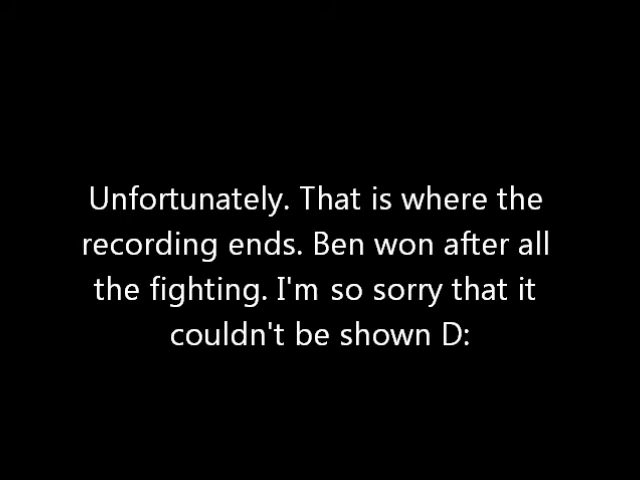 Unfortunately. That is where the
recording ends. Ben won after all
the fighting. I'm so sorry that it
couldn't be shown D: